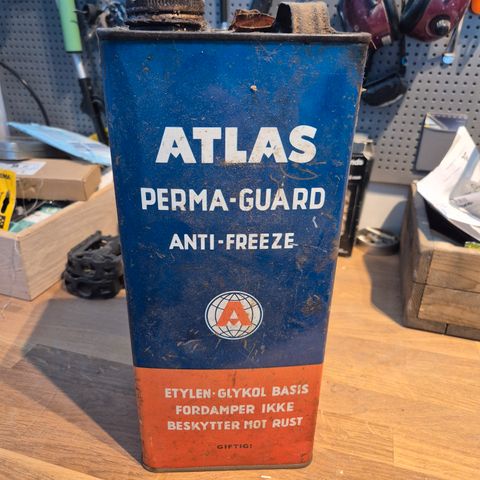 ATLAS
PERMA-GUARD
ANTI-FREEZE
A
ETYLEN-GLYKOL BASIS
FORDAMPER IKKE
BESKYTTER MOT RUST
GIFTIG!